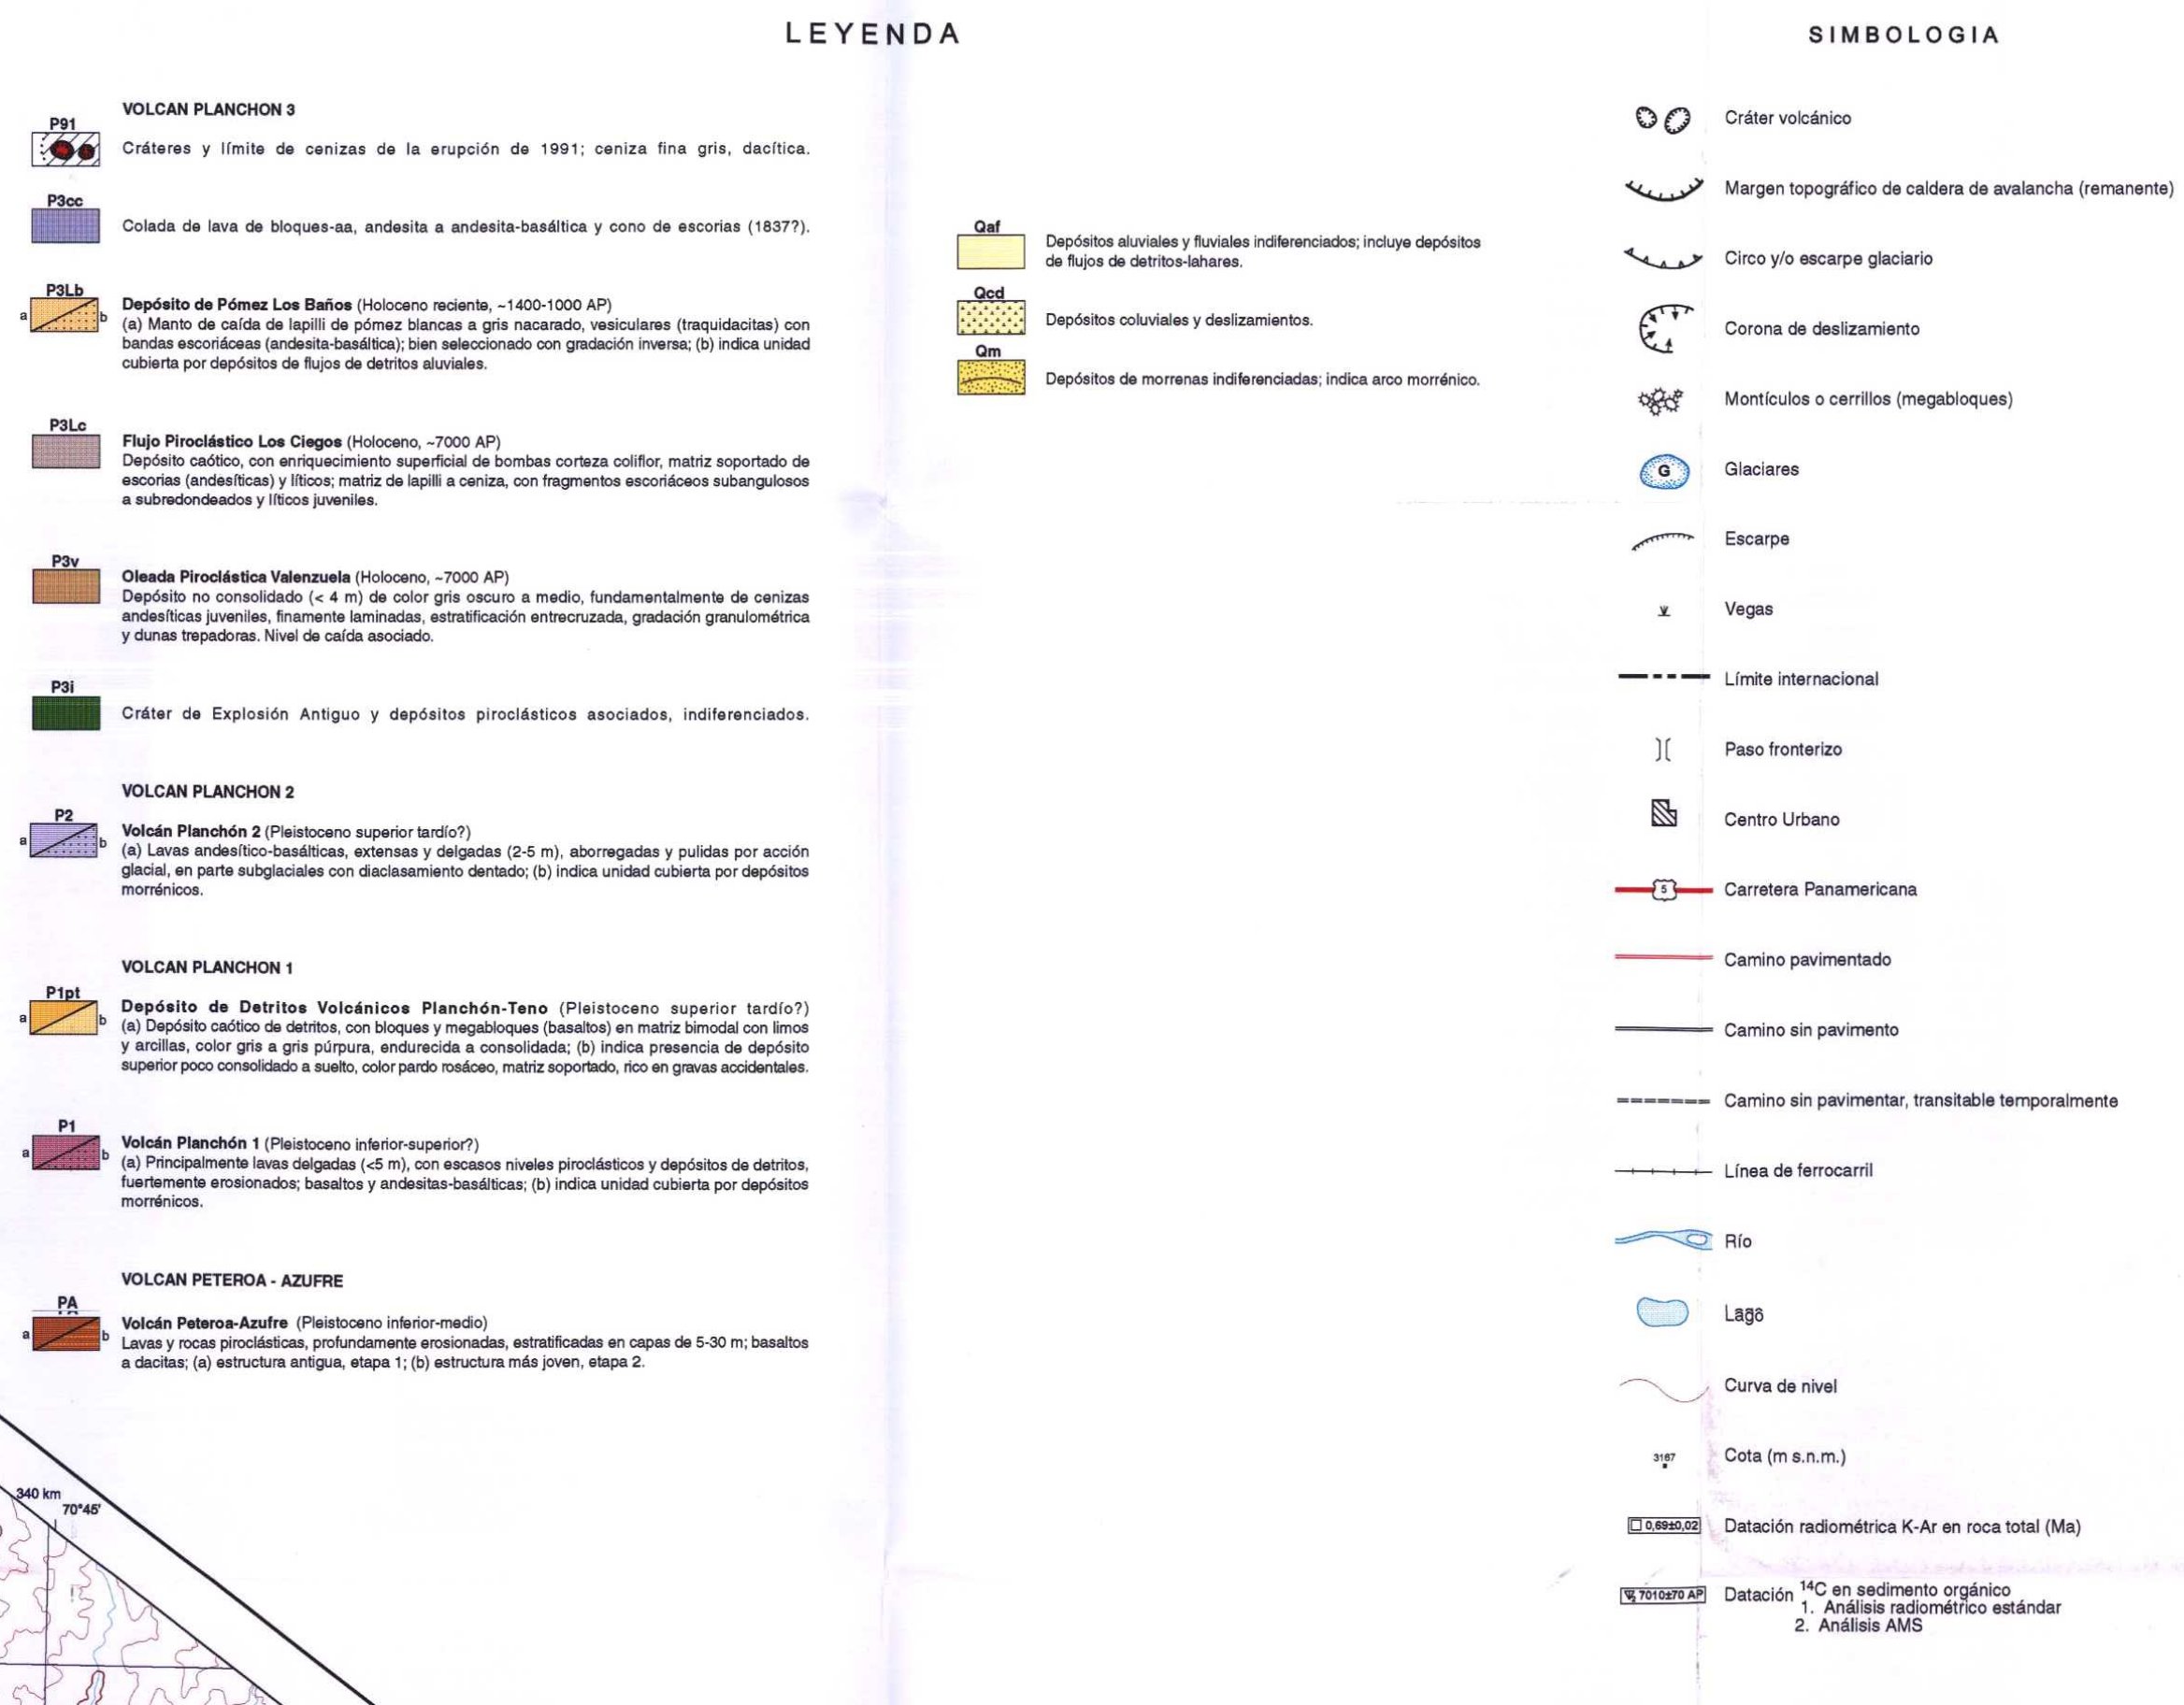 LEYENDA
VOLCAN PLANCHON 3
P91
Cráteres y límite de cenizas de la erupción de 1991; ceniza fina gris, dacítica.
P3cc
Colada de lava de bloques-aa, andesita a andesita-basáltica y cono de escorias (1837?).
P3Lb
a
b
Depósito de Pómez Los Baños (Holoceno reciente, ~1400-1000 AP)
(a) Manto de caída de lapilli de pómez blancas a gris nacarado, vesiculares (traquidacitas) con
bandas escoriáceas (andesita-basáltica); bien seleccionado con gradación inversa; (b) indica unidad
cubierta por depósitos de flujos de detritos aluviales.
P3Lc
Flujo Piroclástico Los Ciegos (Holoceno, ~7000 AP)
Depósito caótico, con enriquecimiento superficial de bombas corteza coliflor, matriz soportado de
escorias (andesíticas) y líticos; matriz de lapilli a ceniza, con fragmentos escoriáceos subangulosos
a subredondeados y líticos juveniles.
P3v
Oleada Piroclástica Valenzuela (Holoceno, ~7000 AP)
Depósito no consolidado (< 4 m) de color gris oscuro a medio, fundamentalmente de cenizas
andesíticas juveniles, finamente laminadas, estratificación entrecruzada, gradación granulométrica
y dunas trepadoras. Nivel de caída asociado.
P3i
Cráter de Explosión Antiguo y depósitos piroclásticos asociados, indiferenciados.
VOLCAN PLANCHON 2
P2
a
b
Volcán Planchón 2 (Pleistoceno superior tardío?)
(a) Lavas andesítico-basálticas, extensas y delgadas (2-5 m), aborregadas y pulidas por acción
glacial, en parte subglaciales con diaclasamiento dentado; (b) indica unidad cubierta por depósitos
morrénicos.
VOLCAN PLANCHON 1
P1pt
a
b
Depósito de Detritos Volcánicos Planchón-Teno (Pleistoceno superior tardío?)
(a) Depósito caótico de detritos, con bloques y megabloques (basaltos) en matriz bimodal con limos
y arcillas, color gris a gris púrpura, endurecida a consolidada; (b) indica presencia de depósito
superior poco consolidado a suelto, color pardo rosáceo, matriz soportado, rico en gravas accidentales.
P1
a
b
Volcán Planchón 1 (Pleistoceno inferior-superior?)
(a) Principalmente lavas delgadas (<5 m), con escasos niveles piroclásticos y depósitos de detritos,
fuertemente erosionados; basaltos y andesitas-basálticas; (b) indica unidad cubierta por depósitos
morrénicos.
VOLCAN PETEROA - AZUFRE
PA
a
b
Volcán Peteroa-Azufre (Pleistoceno inferior-medio)
Lavas y rocas piroclásticas, profundamente erosionadas, estratificadas en capas de 5-30 m; basaltos
a dacitas; (a) estructura antigua, etapa 1; (b) estructura más joven, etapa 2.
340 km
70°45'
Qaf
Depósitos aluviales y fluviales indiferenciados; incluye depósitos
de flujos de detritos-lahares.
Qcd
Depósitos coluviales y deslizamientos.
Qm
Depósitos de morrenas indiferenciadas; indica arco morrénico.
SIMBOLOGIA
Cráter volcánico
Margen topográfico de caldera de avalancha (remanente)
Circo y/o escarpe glaciario
Corona de deslizamiento
Montículos o cerrillos (megabloques)
G
Glaciares
Escarpe
Vegas
Límite internacional
Paso fronterizo
Centro Urbano
5
Carretera Panamericana
Camino pavimentado
Camino sin pavimento
Camino sin pavimentar, transitable temporalmente
Línea de ferrocarril
Río
Lago
Curva de nivel
3167
Cota (m s.n.m.)
0,69±0,02
Datación radiométrica K-Ar en roca total (Ma)
7010±70 AP
Datación ¹⁴C en sedimento orgánico
1. Análisis radiométrico estándar
2. Análisis AMS